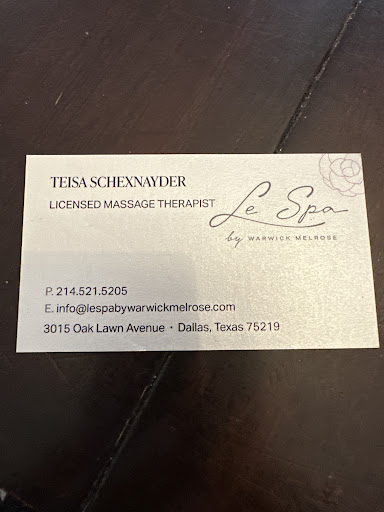 TEISA SCHEXNAYDER
LICENSED MASSAGE THERAPIST
Le Spa
by WARWICK MELROSE
P. 214.521.5205
E. info@lespabywarwickmelrose.com
3015 Oak Lawn Avenue • Dallas, Texas 75219